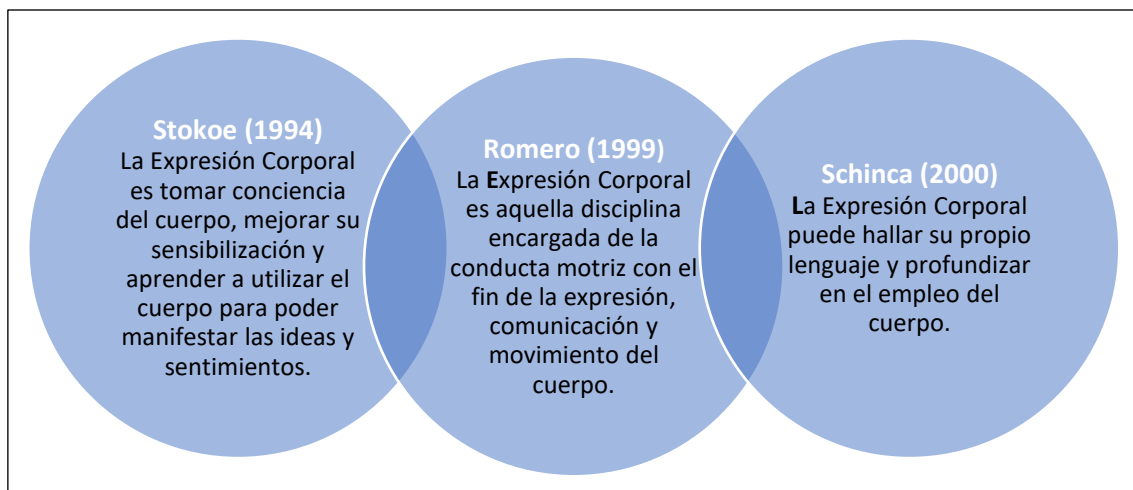 Stokoe (1994)
La Expresión Corporal
es tomar conciencia
del cuerpo, mejorar su
sensibilización y
aprender a utilizar el
cuerpo para poder
manifestar las ideas y
sentimientos.
Romero (1999)
La Expresión Corporal
es aquella disciplina
encargada de la
conducta motriz con el
fin de la expresión,
comunicación y
movimiento del
cuerpo.
Schinca (2000)
La Expresión Corporal
puede hallar su propio
lenguaje y profundizar
en el empleo del
cuerpo.